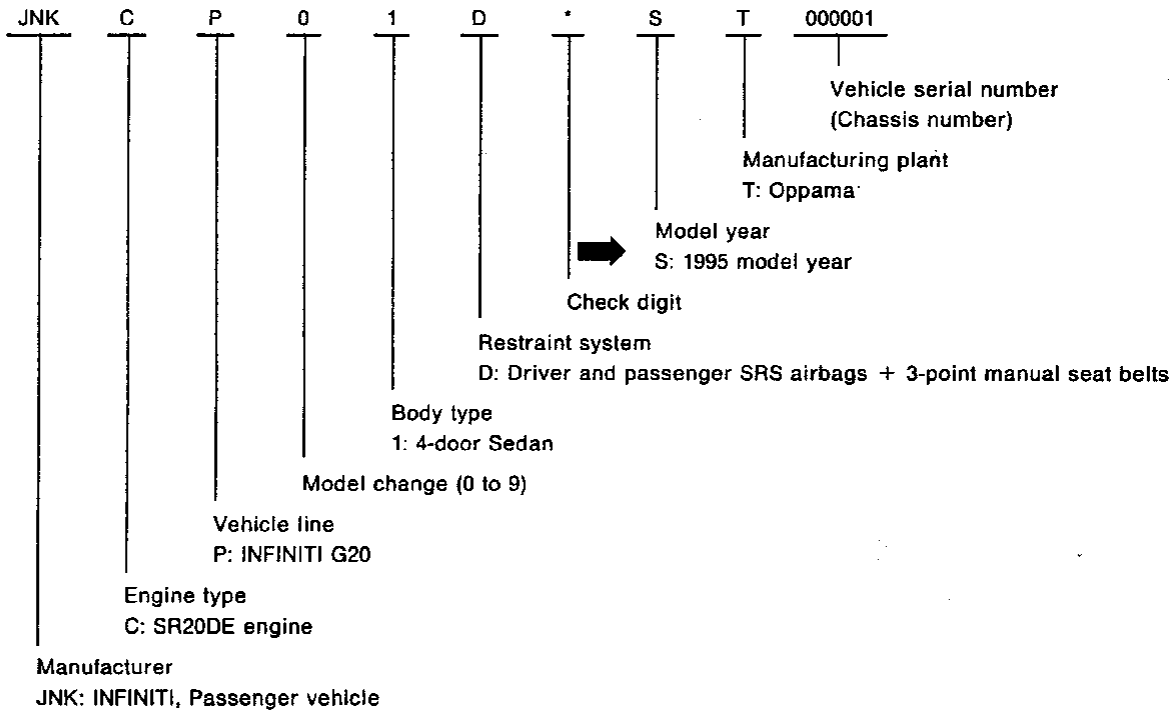 JNK C P 0 1 D * S T 000001
Vehicle serial number
(Chassis number)
Manufacturing plant
T: Oppama
Model year
S: 1995 model year
Check digit
Restraint system
D: Driver and passenger SRS airbags + 3-point manual seat belts
Body type
1: 4-door Sedan
Model change (0 to 9)
Vehicle line
P: INFINITI G20
Engine type
C: SR20DE engine
Manufacturer
JNK: INFINITI, Passenger vehicle